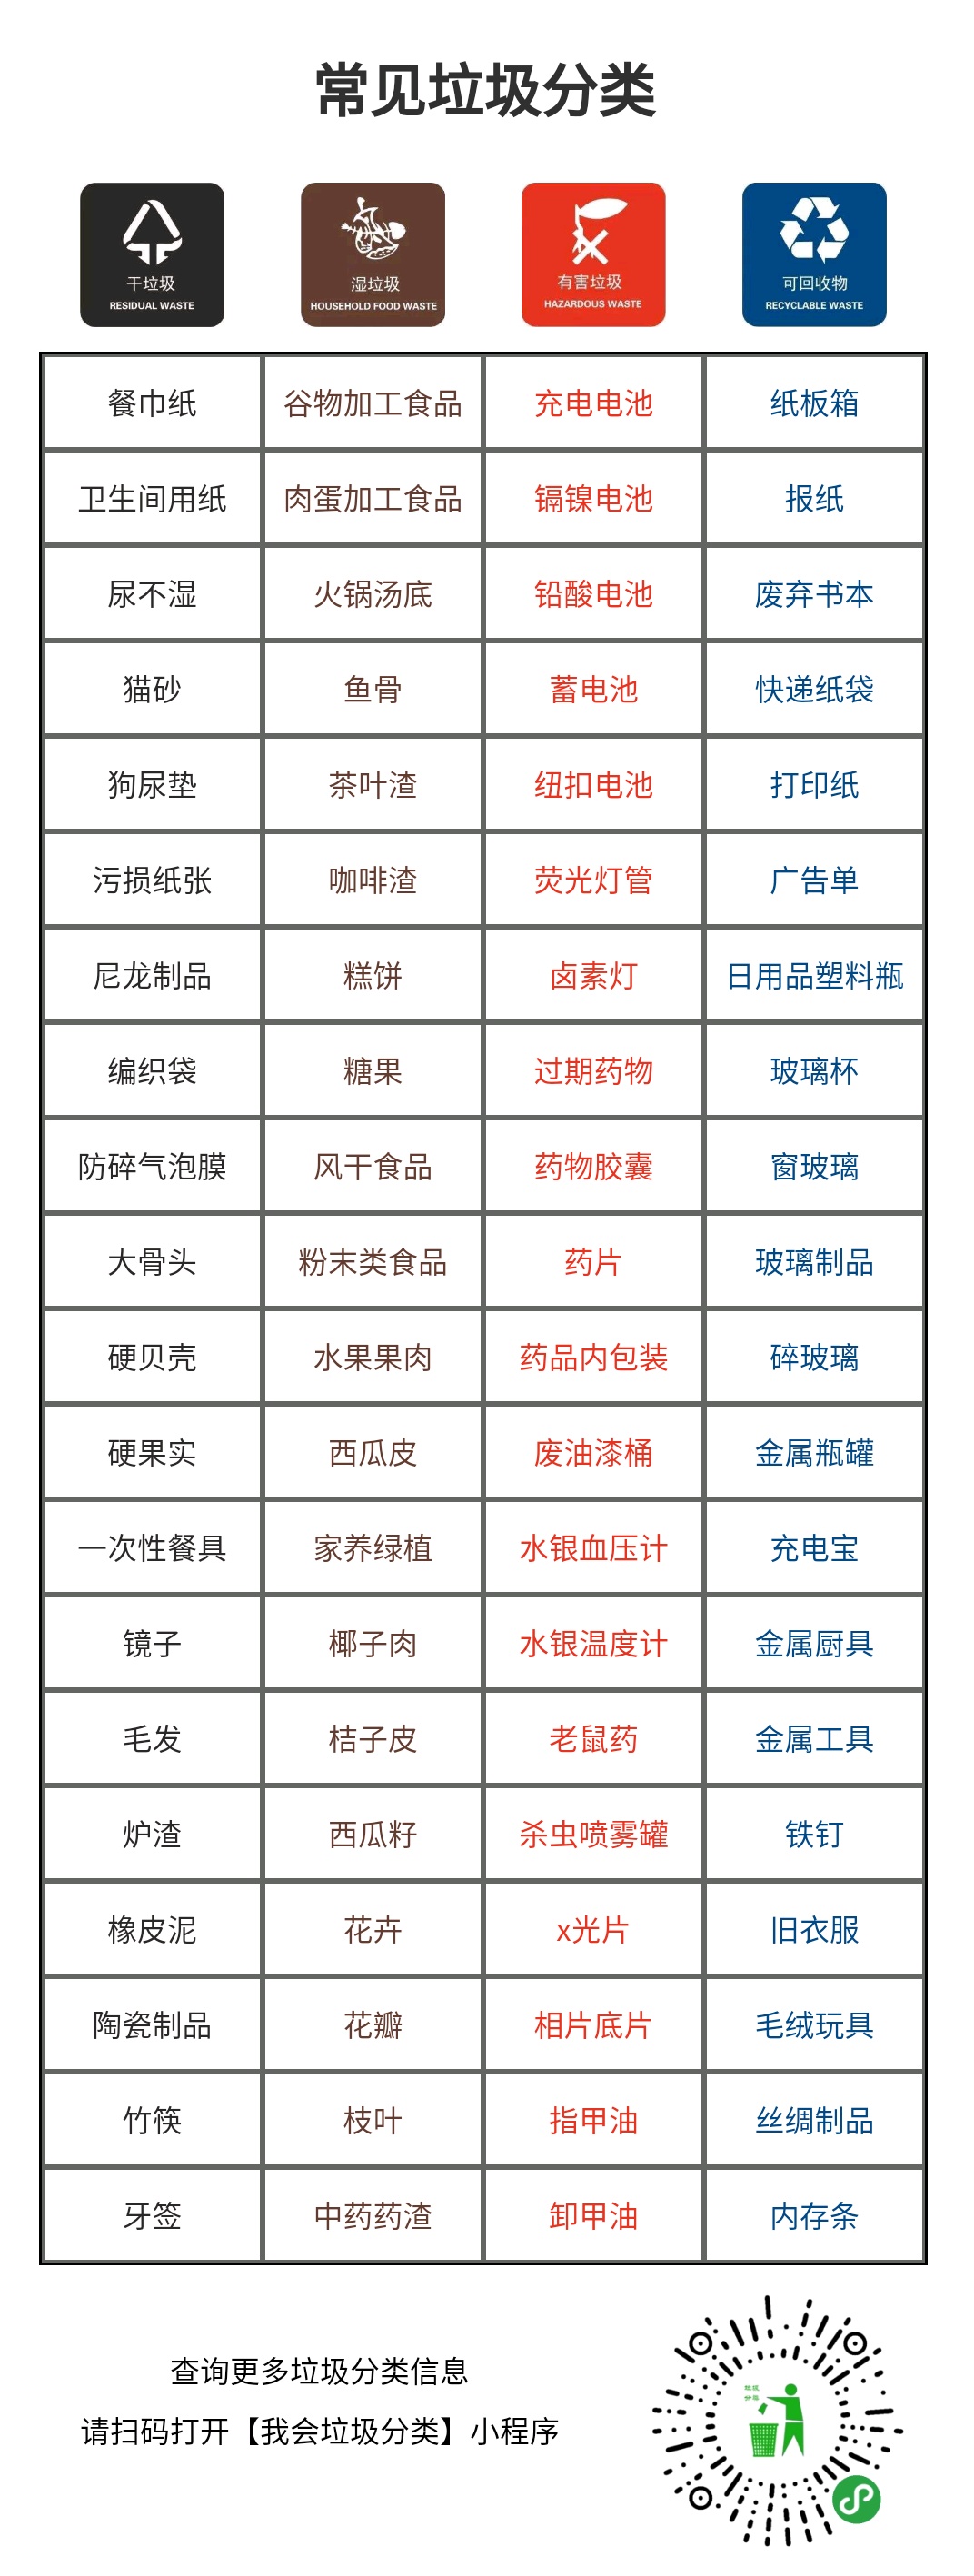 常见垃圾分类
干垃圾 湿垃圾 有害垃圾 可回收物
RESIDUAL WASTE HOUSEHOLD FOOD WASTE HAZARDOUS WASTE RECYCLABLE WASTE
餐巾纸 谷物加工食品 充电电池 纸板箱
卫生间用纸 肉蛋加工食品 镉镍电池 报纸
尿不湿 火锅汤底 铅酸电池 废弃书本
猫砂 鱼骨 蓄电池 快递纸袋
狗尿垫 茶叶渣 纽扣电池 打印纸
污损纸张 咖啡渣 荧光灯管 广告单
尼龙制品 糕饼 卤素灯 日用品塑料瓶
编织袋 糖果 过期药物 玻璃杯
防碎气泡膜 风干食品 药物胶囊 窗玻璃
大骨头 粉末类食品 药片 玻璃制品
硬贝壳 水果果肉 药品内包装 碎玻璃
硬果实 西瓜皮 废油漆桶 金属瓶罐
一次性餐具 家养绿植 水银血压计 充电宝
镜子 椰子肉 水银温度计 金属厨具
毛发 桔子皮 老鼠药 金属工具
炉渣 西瓜籽 杀虫喷雾罐 铁钉
橡皮泥 花卉 x光片 旧衣服
陶瓷制品 花瓣 相片底片 毛绒玩具
竹筷 枝叶 指甲油 丝绸制品
牙签 中药药渣 卸甲油 内存条
查询更多垃圾分类信息
请扫码打开【我会垃圾分类】小程序